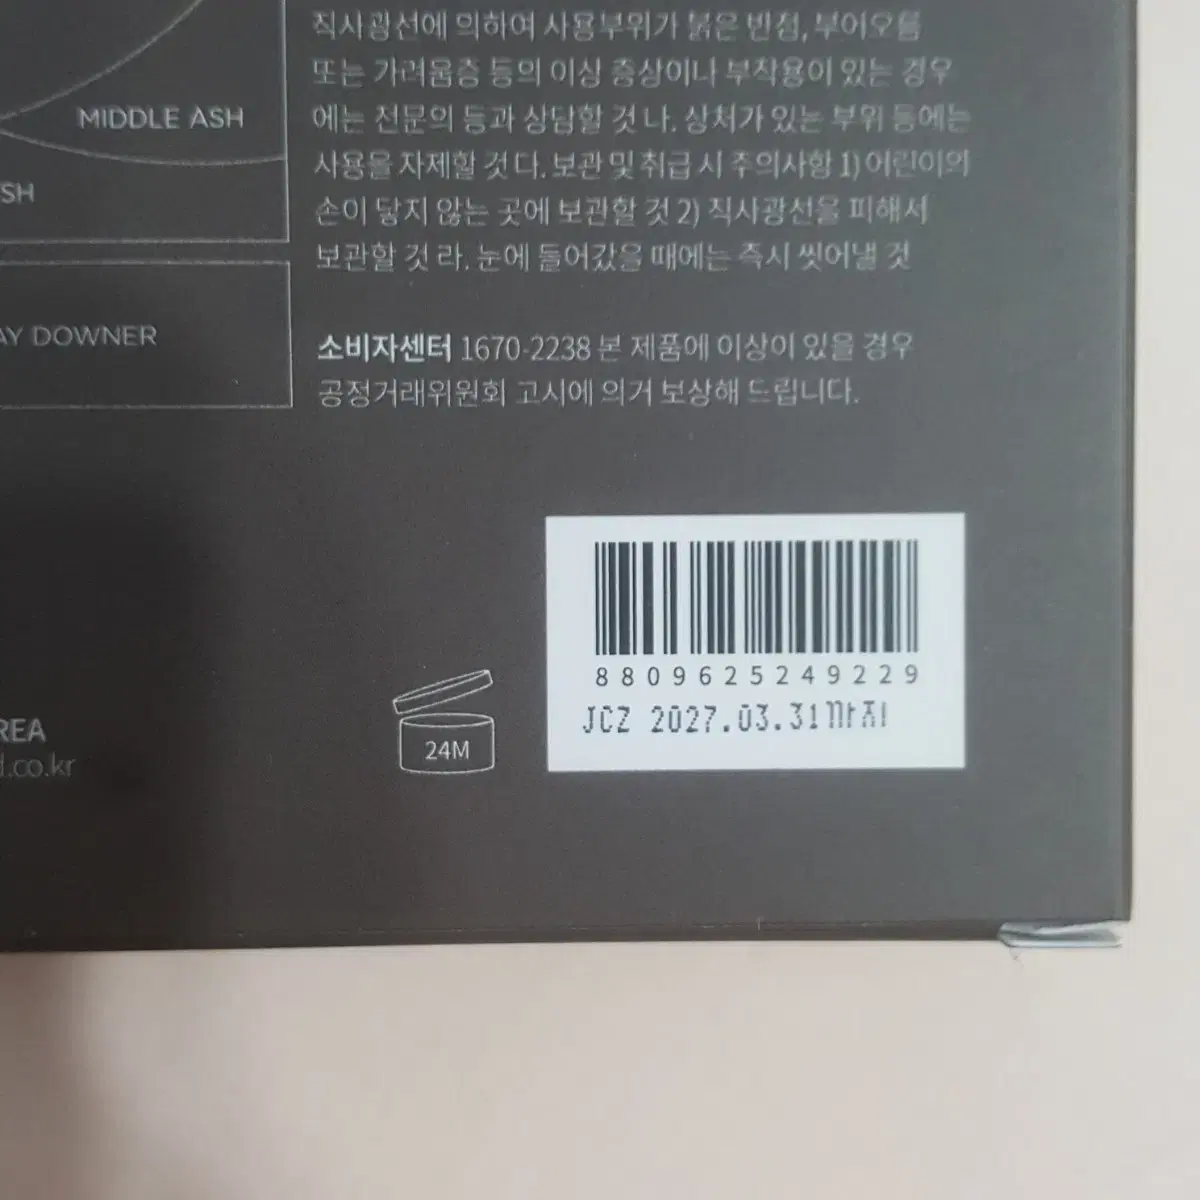 직사광선에 의하여 사용부위가 붉은 반점, 부어오름
또는 가려움증 등의 이상 증상이나 부작용이 있는 경우
에는 전문의 등과 상담할 것 나. 상처가 있는 부위 등에는
사용을 자제할 것 다. 보관 및 취급 시 주의사항 1) 어린이의
손이 닿지 않는 곳에 보관할 것 2) 직사광선을 피해서
보관할 것 라. 눈에 들어갔을 때에는 즉시 씻어낼 것
MIDDLE ASH
SH
AY DOWNER
소비자센터 1670-2238 본 제품에 이상이 있을 경우
공정거래위원회 고시에 의거 보상해 드립니다.
REA
d.co.kr
24M
8809625249229
JCZ 2027.03.31까지